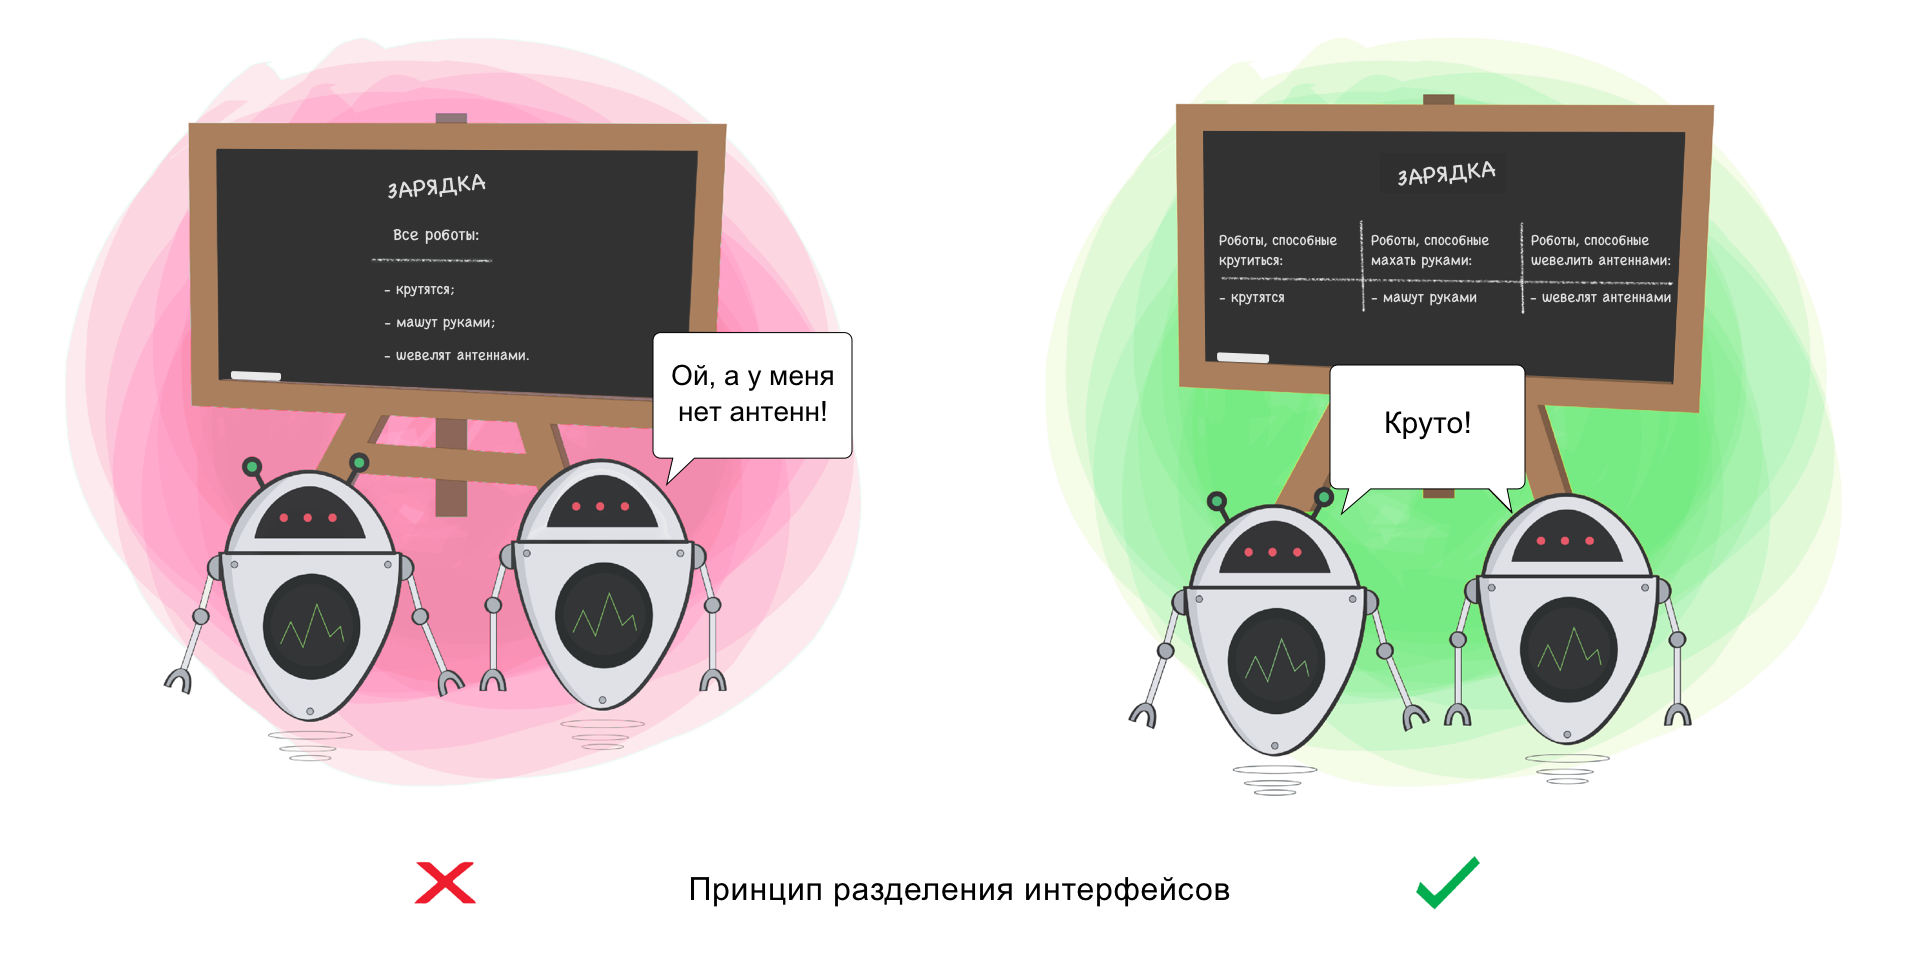 ЗАРЯДКА
Все роботы:
- крутятся;
- машут руками;
- шевелят антеннами.
Ой, а у меня
нет антенн!
ЗАРЯДКА
Роботы, способные
крутиться:
- крутятся
Роботы, способные
махать руками:
- машут руками
Роботы, способные
шевелить антеннами:
- шевелят антеннами
Круто!
Принцип разделения интерфейсов